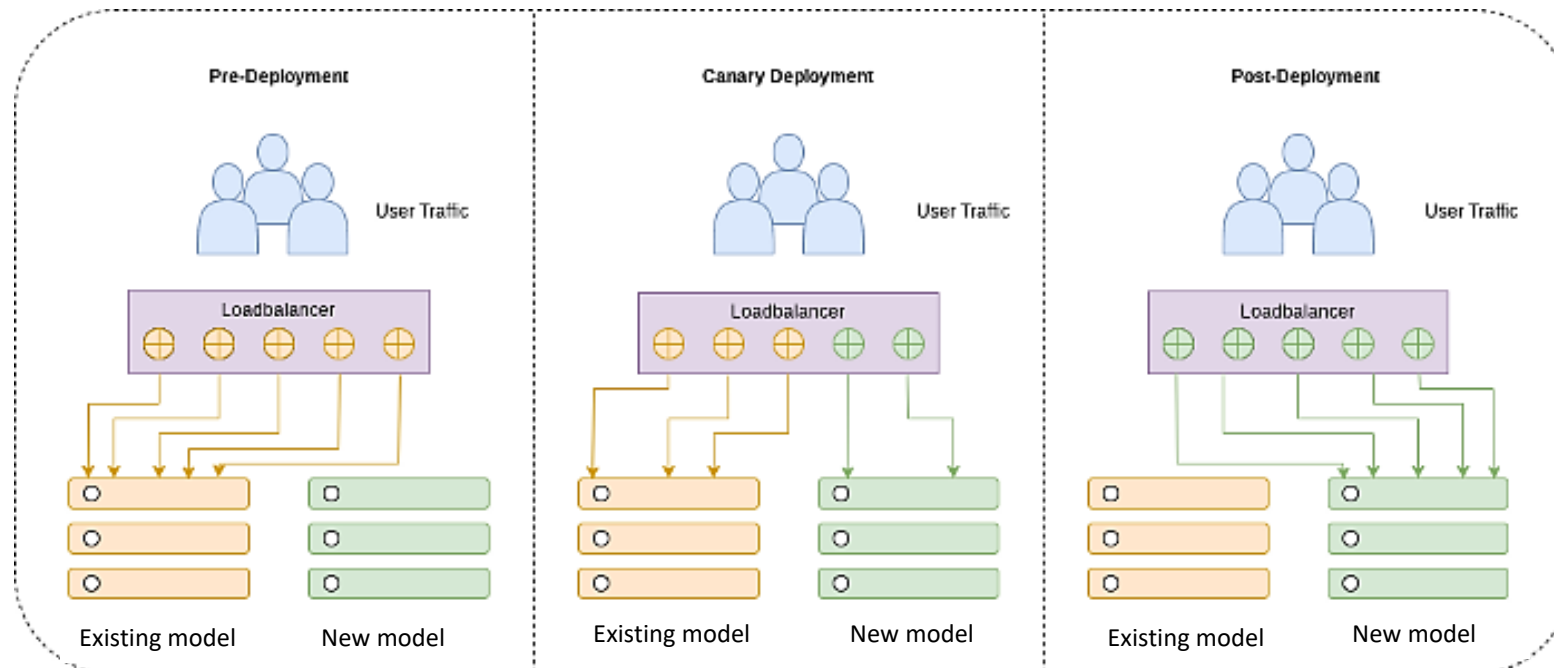 Pre-Deployment
User Traffic
Loadbalancer
Existing model
New model
Canary Deployment
User Traffic
Loadbalancer
Existing model
New model
Post-Deployment
User Traffic
Loadbalancer
Existing model
New model